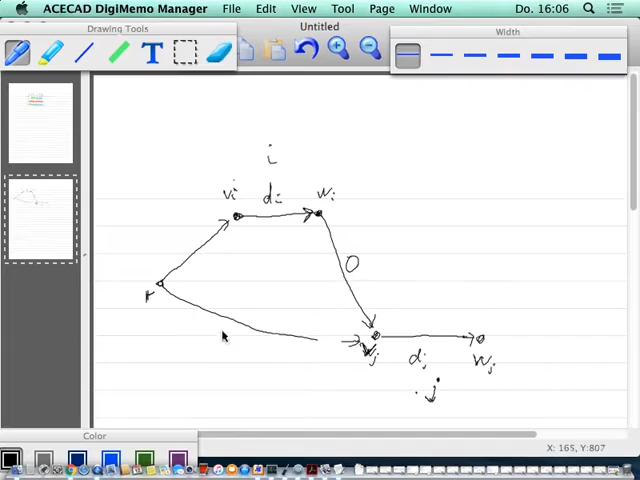 ACECAD DigiMemo Manager File Edit View Tool Page Window Do. 16:06
Drawing Tools
Untitled
Width
T
i
vi di wi
0
r
vj dj wj
j
Color
X: 165, Y:807